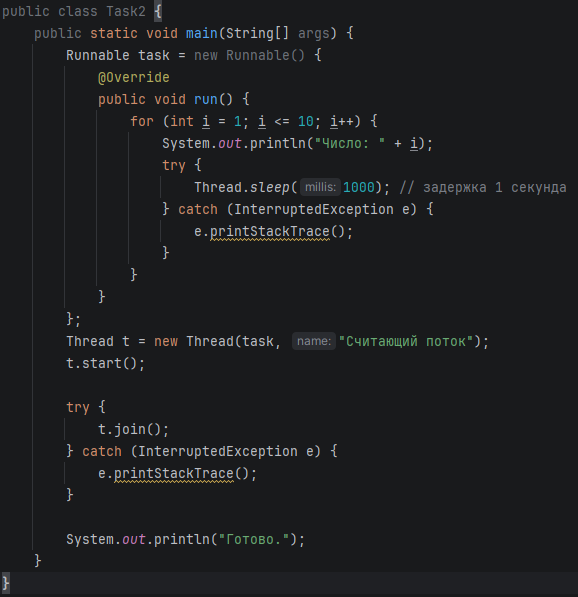 public class Task2 {
    public static void main(String[] args) {
        Runnable task = new Runnable() {
            @Override
            public void run() {
                for (int i = 1; i <= 10; i++) {
                    System.out.println("Число: " + i);
                    try {
                        Thread.sleep( millis: 1000); // задержка 1 секунда
                    } catch (InterruptedException e) {
                        e.printStackTrace();
                    }
                }
            }
        };
        Thread t = new Thread(task, name: "Считающий поток");
        t.start();

        try {
            t.join();
        } catch (InterruptedException e) {
            e.printStackTrace();
        }

        System.out.println("Готово.");
    }
}